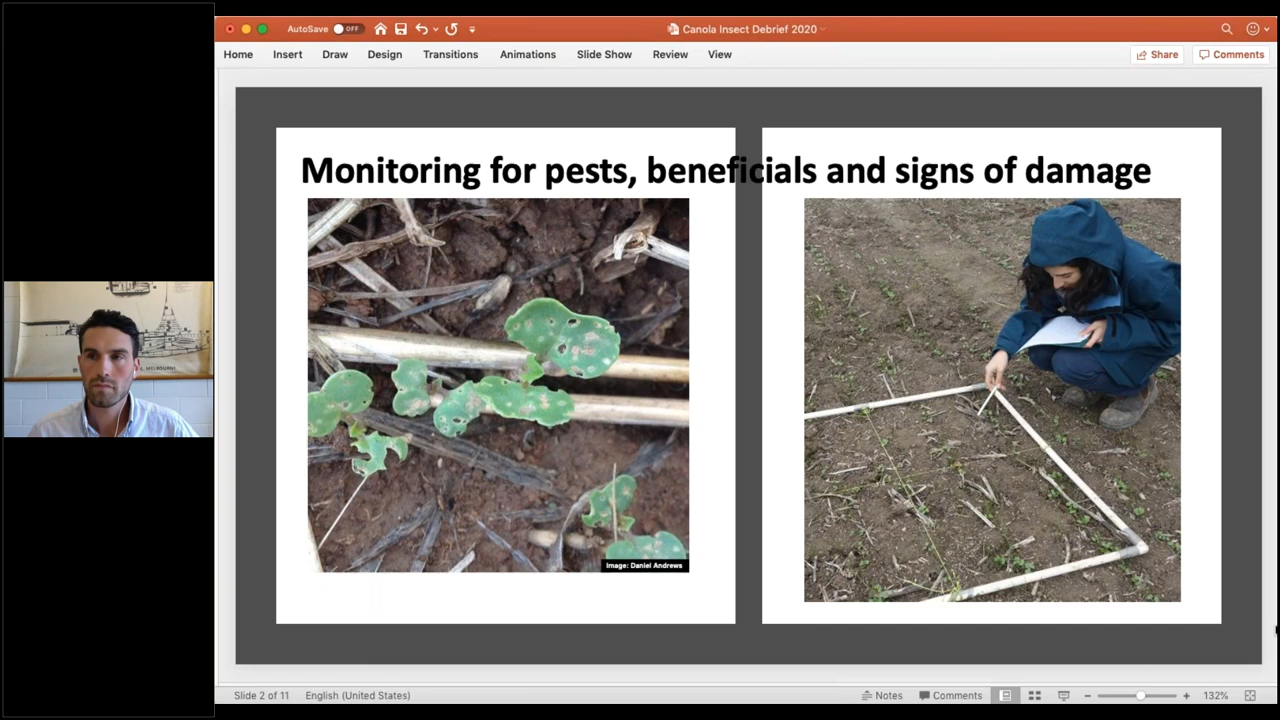 AutoSave OFF
Canola Insect Debrief 2020
Home Insert Draw Design Transitions Animations Slide Show Review View
Share Comments
Monitoring for pests, beneficials and signs of damage
Image: Daniel Andrews
MELBOURNE
Slide 2 of 11 English (United States)
Notes Comments 132%